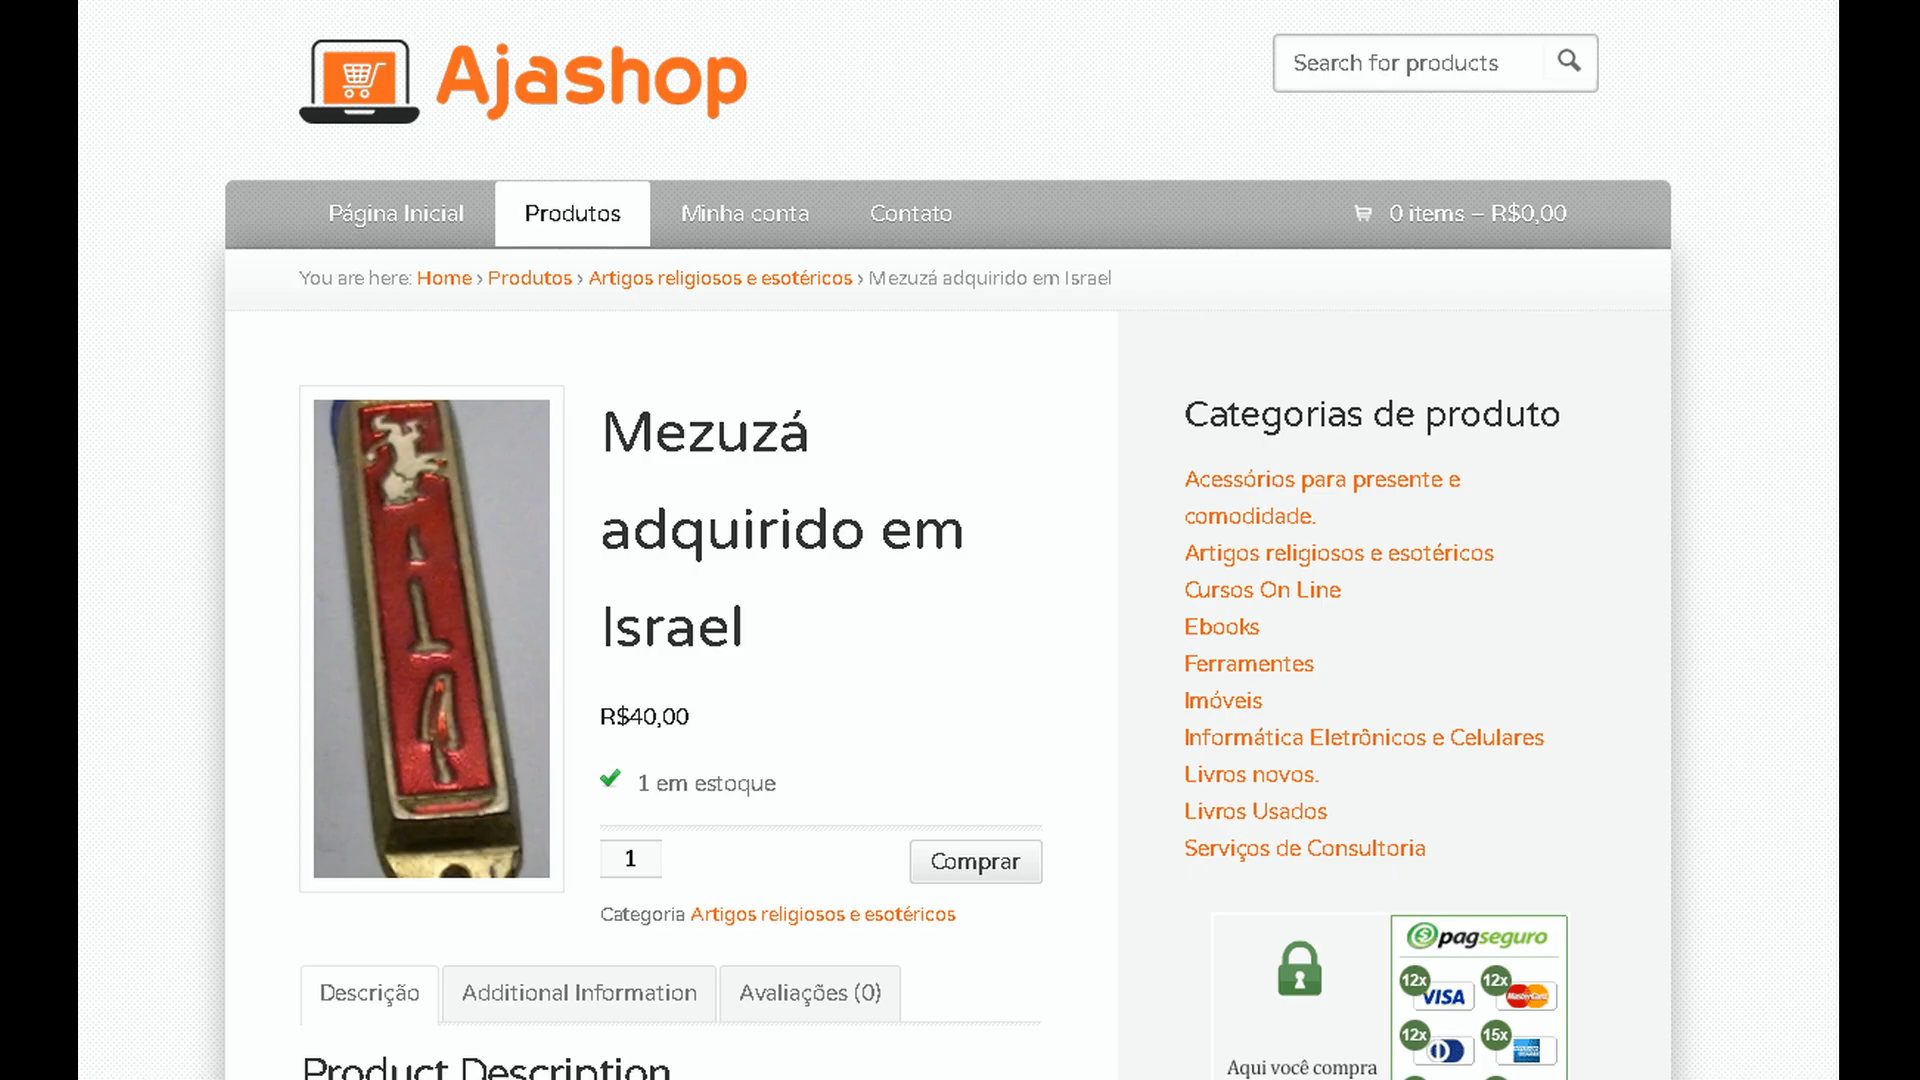 Ajashop
Search for products
Página Inicial
Produtos
Minha conta
Contato
0 items – R$0,00
You are here: Home › Produtos › Artigos religiosos e esotéricos › Mezuzá adquirido em Israel
Mezuzá
adquirido em
Israel
R$40,00
1 em estoque
1
Comprar
Categoria Artigos religiosos e esotéricos
Descrição
Additional Information
Avaliações (0)
Product Description
Categorias de produto
Acessórios para presente e
comodidade.
Artigos religiosos e esotéricos
Cursos On Line
Ebooks
Ferramentes
Imóveis
Informática Eletrônicos e Celulares
Livros novos.
Livros Usados
Serviços de Consultoria
Aqui você compra
pagseguro
12x
VISA
12x
MasterCard
12x
15x